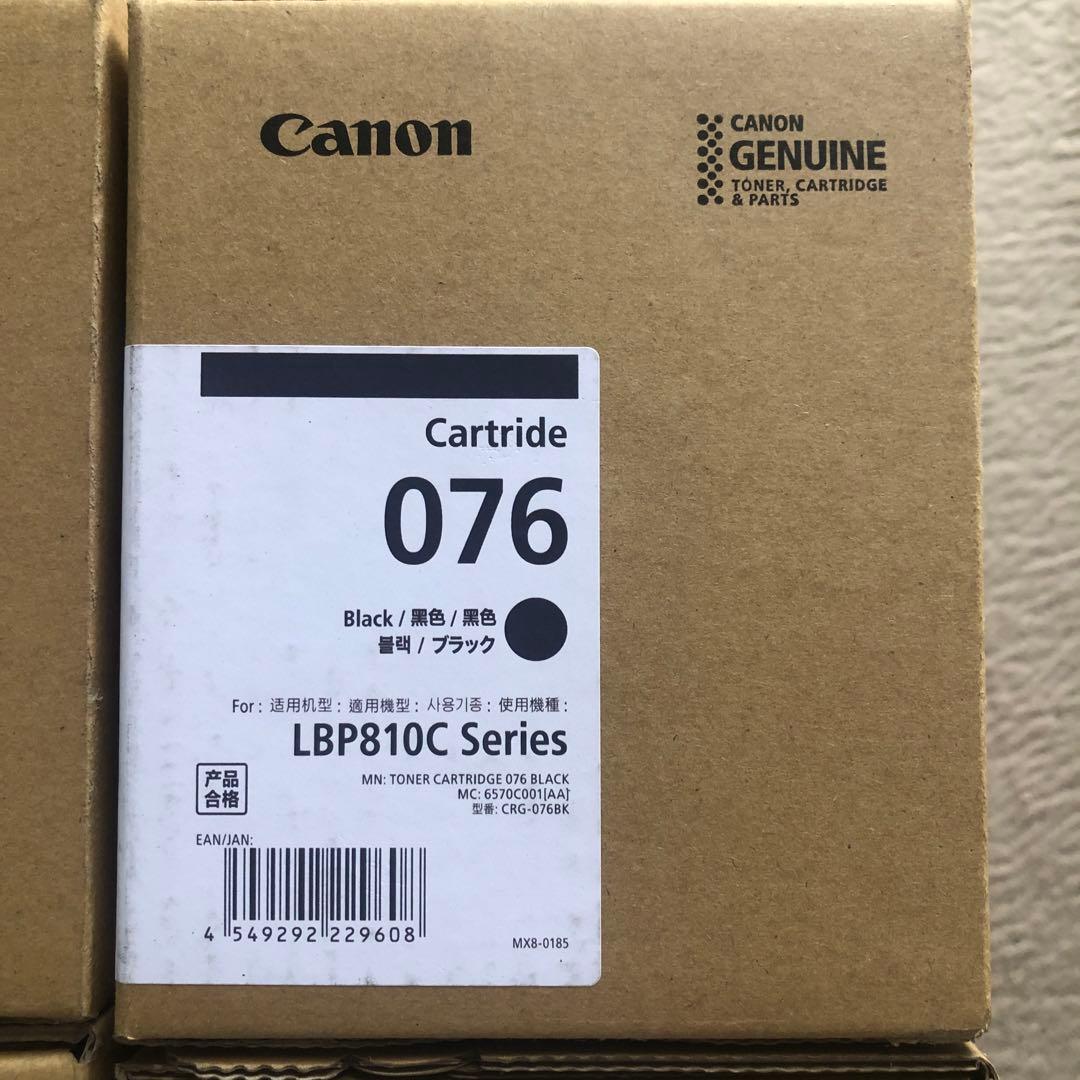 Canon
CANON
GENUINE
TONER, CARTRIDGE
& PARTS
Cartride
076
Black / 黑色 / 黑色
블랙 / ブラック
For : 适用机型 : 適用機型 : 사용기종 : 使用機種 :
LBP810C Series
MN: TONER CARTRIDGE 076 BLACK
MC: 6570C001[AA]
型番: CRG-076BK
产品
合格
EAN/JAN:
4 549292 229608
MX8-0185